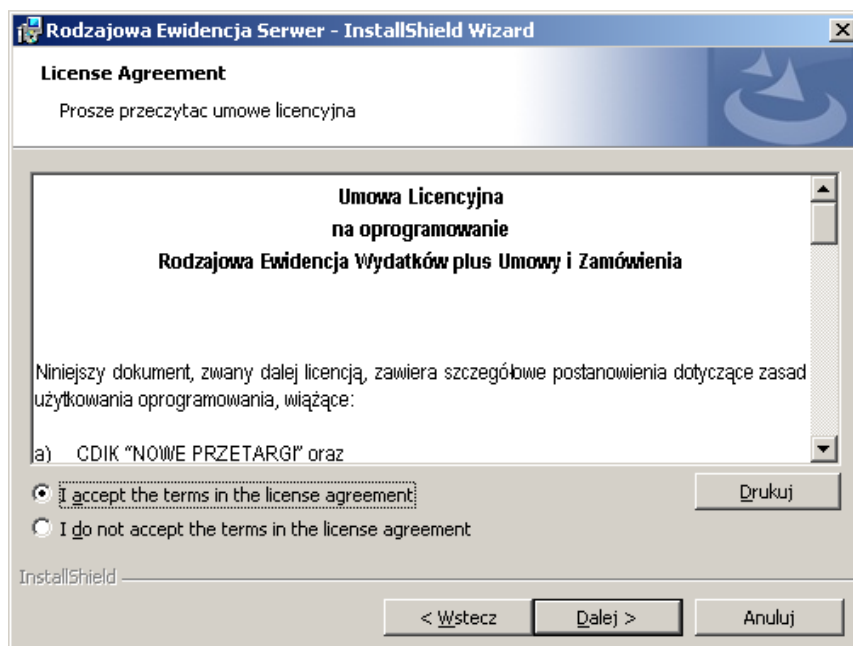 Rodzajowa Ewidencja Serwer - InstallShield Wizard
License Agreement
Prosze przeczytac umowe licencyjna
Umowa Licencyjna
na oprogramowanie
Rodzajowa Ewidencja Wydatków plus Umowy i Zamówienia
Niniejszy dokument, zwany dalej licencją, zawiera szczegółowe postanowienia dotyczące zasad
użytkowania oprogramowania, wiążące:
a) CDIK “NOWE PRZETARGI” oraz
I accept the terms in the license agreement
Drukuj
I do not accept the terms in the license agreement
InstallShield
< Wstecz
Dalej >
Anuluj